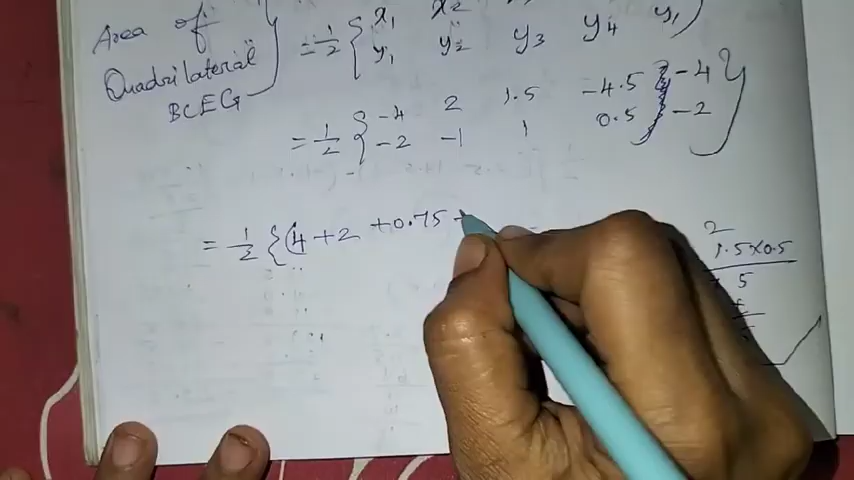 Area of
Quadrilateral
BCEG
= 1/2 { x₁ x₂ y₁ y₂ y₃ y₄ y₁ )
= 1/2 { -4 2 1.5 -4.5 -4 }
-2 -1 1 0.5 -2
= 1/2 {(4 +2 +0.75 +
2
1.5×0.5
5